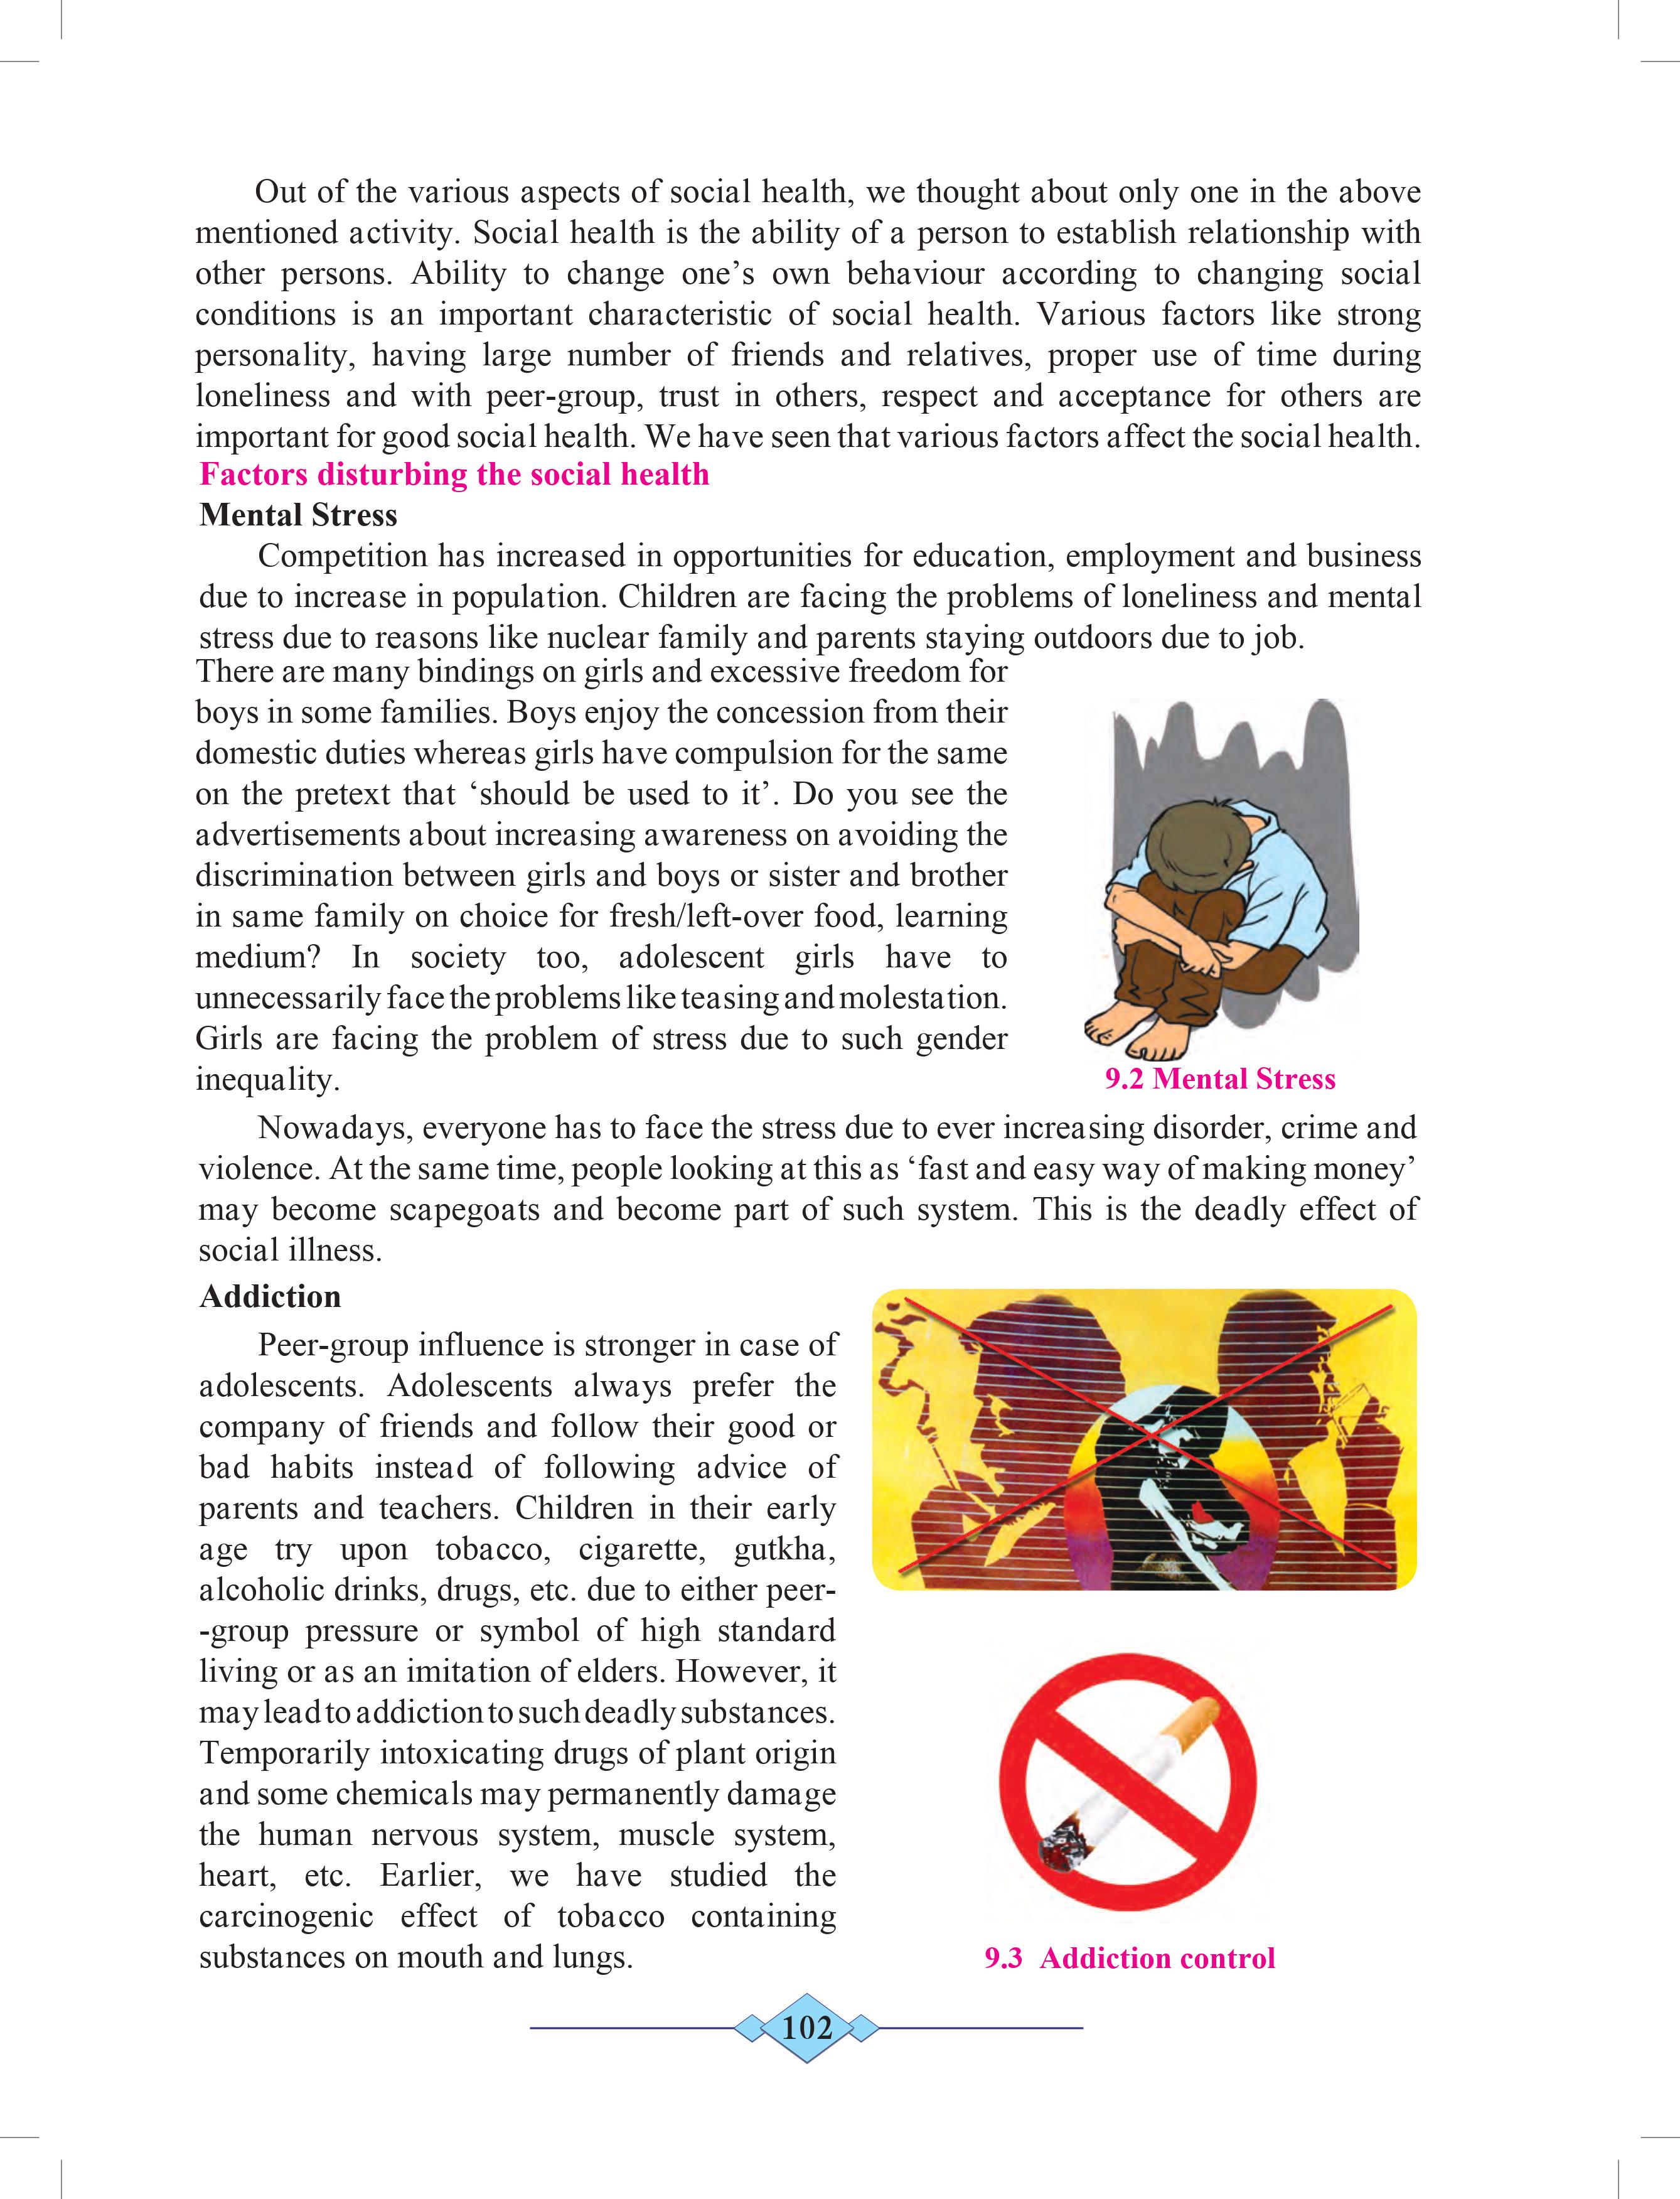 Out of the various aspects of social health, we thought about only one in the above
mentioned activity. Social health is the ability of a person to establish relationship with
other persons. Ability to change one’s own behaviour according to changing social
conditions is an important characteristic of social health. Various factors like strong
personality, having large number of friends and relatives, proper use of time during
loneliness and with peer-group, trust in others, respect and acceptance for others are
important for good social health. We have seen that various factors affect the social health.
Factors disturbing the social health
Mental Stress
Competition has increased in opportunities for education, employment and business
due to increase in population. Children are facing the problems of loneliness and mental
stress due to reasons like nuclear family and parents staying outdoors due to job.
There are many bindings on girls and excessive freedom for
boys in some families. Boys enjoy the concession from their
domestic duties whereas girls have compulsion for the same
on the pretext that ‘should be used to it’. Do you see the
advertisements about increasing awareness on avoiding the
discrimination between girls and boys or sister and brother
in same family on choice for fresh/left-over food, learning
medium? In society too, adolescent girls have to
unnecessarily face the problems like teasing and molestation.
Girls are facing the problem of stress due to such gender
inequality.
9.2 Mental Stress
Nowadays, everyone has to face the stress due to ever increasing disorder, crime and
violence. At the same time, people looking at this as ‘fast and easy way of making money’
may become scapegoats and become part of such system. This is the deadly effect of
social illness.
Addiction
Peer-group influence is stronger in case of
adolescents. Adolescents always prefer the
company of friends and follow their good or
bad habits instead of following advice of
parents and teachers. Children in their early
age try upon tobacco, cigarette, gutkha,
alcoholic drinks, drugs, etc. due to either peer-
-group pressure or symbol of high standard
living or as an imitation of elders. However, it
may lead to addiction to such deadly substances.
Temporarily intoxicating drugs of plant origin
and some chemicals may permanently damage
the human nervous system, muscle system,
heart, etc. Earlier, we have studied the
carcinogenic effect of tobacco containing
substances on mouth and lungs.
9.3 Addiction control
102